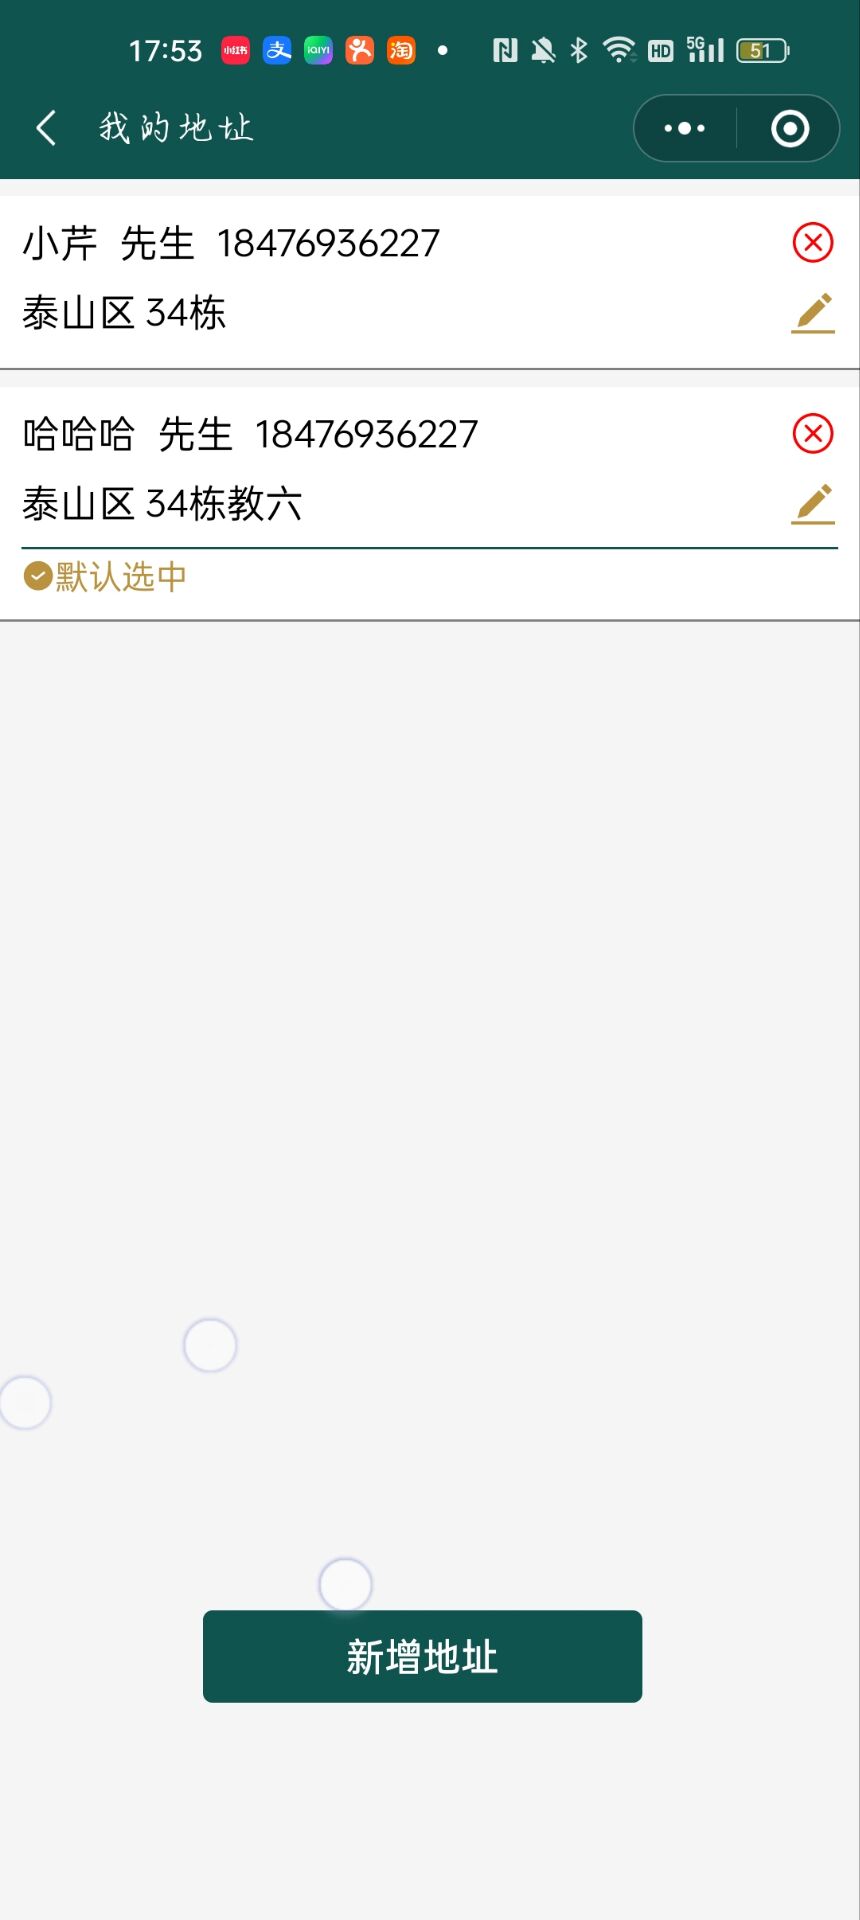 17:53 小红书 支 iQIYI 淘 HD 5G 51
我的地址
小芹 先生 18476936227
泰山区 34栋
哈哈哈 先生 18476936227
泰山区 34栋教六
默认选中
新增地址